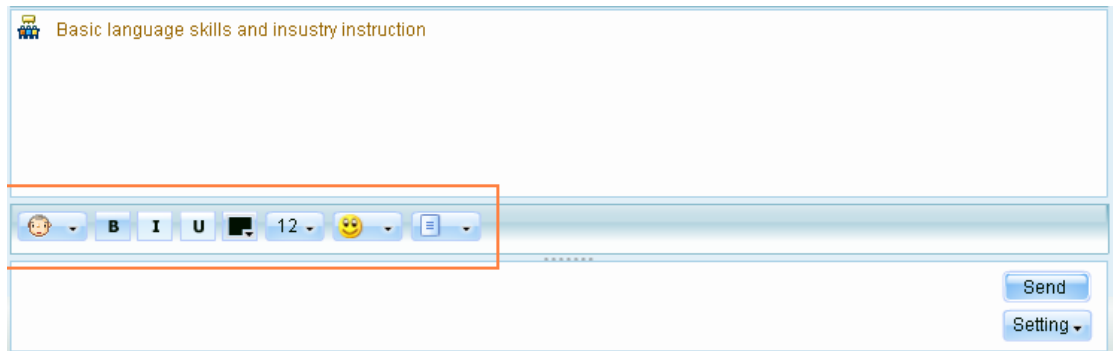 Basic language skills and insustry instruction
B I U 12
Send
Setting